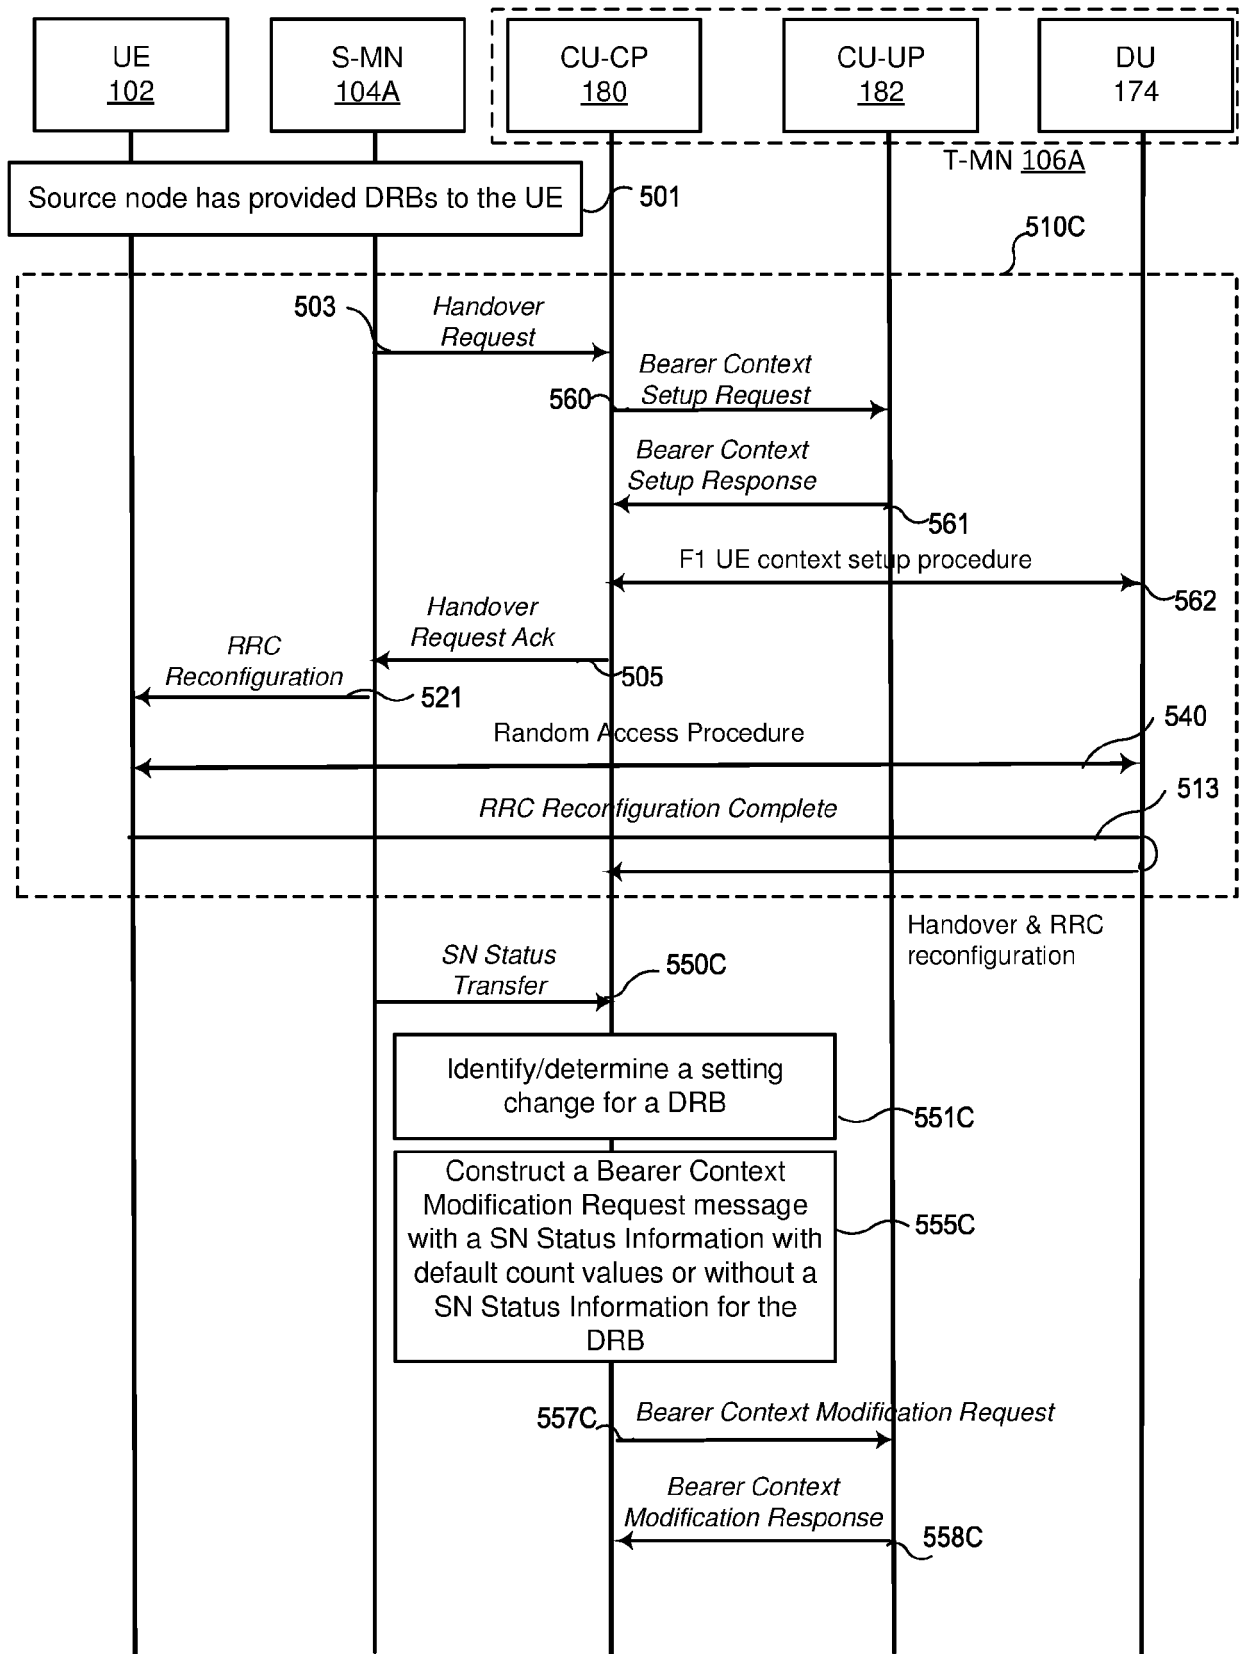 UE
102
S-MN
104A
CU-CP
180
CU-UP
182
DU
174
T-MN 106A
Source node has provided DRBs to the UE
501
510C
503
Handover
Request
560
Bearer Context
Setup Request
Bearer Context
Setup Response
561
F1 UE context setup procedure
562
Handover
Request Ack
505
RRC
Reconfiguration
521
Random Access Procedure
540
RRC Reconfiguration Complete
513
Handover & RRC
reconfiguration
SN Status
Transfer
550C
Identify/determine a setting
change for a DRB
551C
Construct a Bearer Context
Modification Request message
with a SN Status Information with
default count values or without a
SN Status Information for the
DRB
555C
557C
Bearer Context Modification Request
Bearer Context
Modification Response
558C